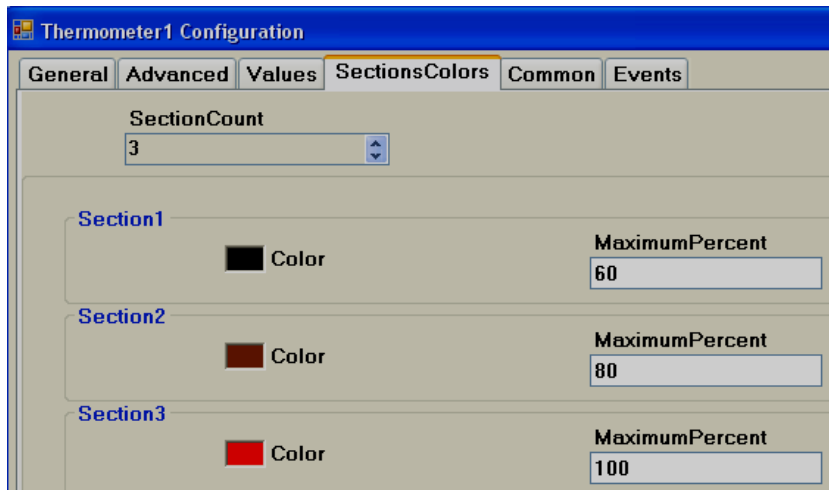 Thermometer1 Configuration
General Advanced Values SectionsColors Common Events
SectionCount
3
Section1
Color
MaximumPercent
60
Section2
Color
MaximumPercent
80
Section3
Color
MaximumPercent
100